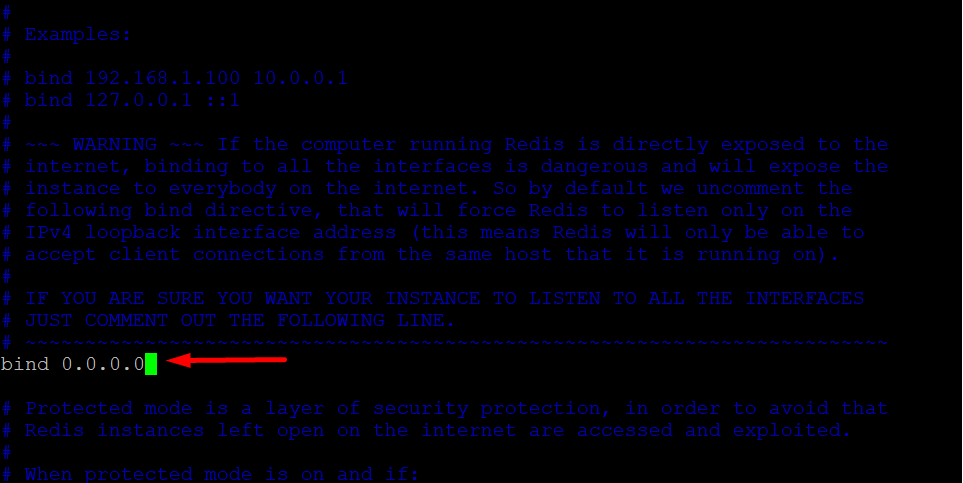 #
# Examples:
#
# bind 192.168.1.100 10.0.0.1
# bind 127.0.0.1 ::1
#
# ~~~ WARNING ~~~ If the computer running Redis is directly exposed to the
# internet, binding to all the interfaces is dangerous and will expose the
# instance to everybody on the internet. So by default we uncomment the
# following bind directive, that will force Redis to listen only on the
# IPv4 loopback interface address (this means Redis will only be able to
# accept client connections from the same host that it is running on).
#
# IF YOU ARE SURE YOU WANT YOUR INSTANCE TO LISTEN TO ALL THE INTERFACES
# JUST COMMENT OUT THE FOLLOWING LINE.
# ~~~~~~~~~~~~~~~~~~~~~~~~~~~~~~~~~~~~~~~~~~~~~~~~~~~~~~~~~~~~~~~~~~~~~~~~
bind 0.0.0.0
# Protected mode is a layer of security protection, in order to avoid that
# Redis instances left open on the internet are accessed and exploited.
#
# When protected mode is on and if: